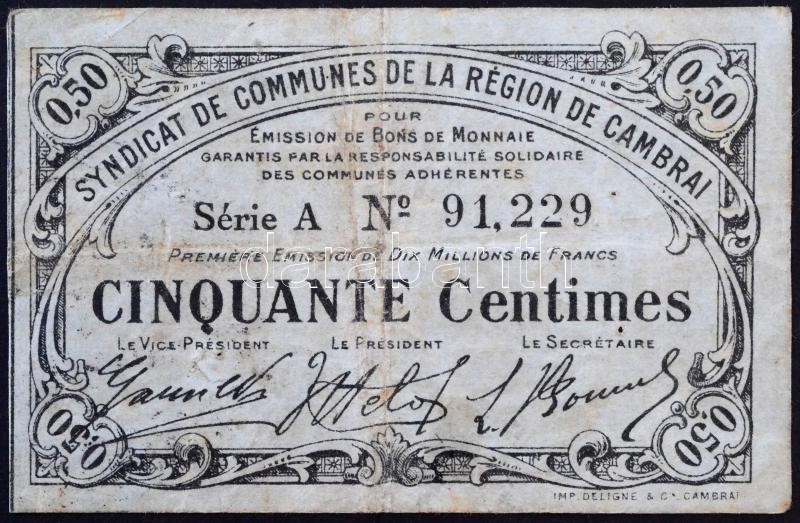 0,50
0,50
SYNDICAT DE COMMUNES DE LA RÉGION DE CAMBRAI
POUR
ÉMISSION DE BONS DE MONNAIE
GARANTIS PAR LA RESPONSABILITÉ SOLIDAIRE
DES COMMUNES ADHÉRENTES
Série A No 91,229
PREMIÈRE EMISSION DE DIX MILLIONS DE FRANCS
darabanth
CINQUANTE Centimes
LE VICE-PRÉSIDENT LE PRÉSIDENT LE SECRÉTAIRE
0,50
0,50
IMP. DELIGNE & Cie. CAMBRAI